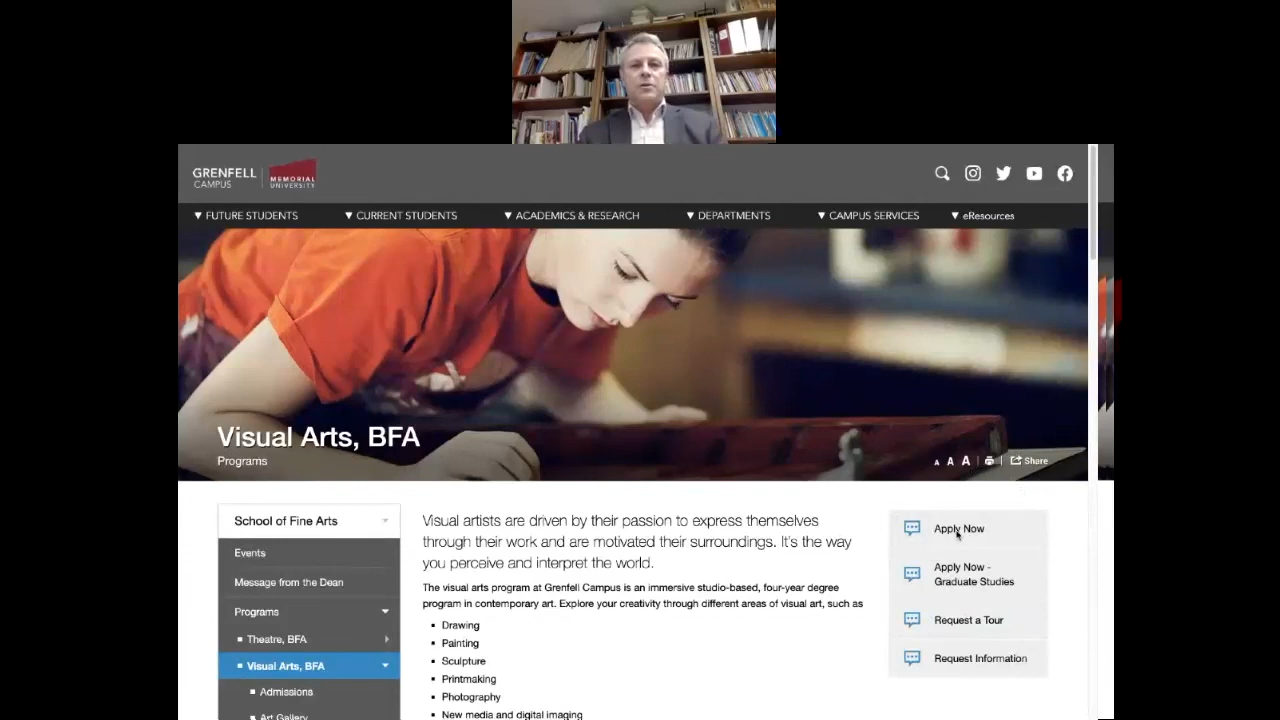 GRENFELL
CAMPUS
MEMORIAL
UNIVERSITY
▼ FUTURE STUDENTS ▼ CURRENT STUDENTS ▼ ACADEMICS & RESEARCH ▼ DEPARTMENTS ▼ CAMPUS SERVICES ▼ eResources
Visual Arts, BFA
Programs
A A A | | Share
School of Fine Arts
Events
Message from the Dean
Programs
Theatre, BFA
Visual Arts, BFA
Admissions
Art Gallery
Visual artists are driven by their passion to express themselves
through their work and are motivated their surroundings. It's the way
you perceive and interpret the world.
The visual arts program at Grenfell Campus is an immersive studio-based, four-year degree
program in contemporary art. Explore your creativity through different areas of visual art, such as
▪ Drawing
▪ Painting
▪ Sculpture
▪ Printmaking
▪ Photography
▪ New media and digital imaging
Apply Now
Apply Now -
Graduate Studies
Request a Tour
Request Information